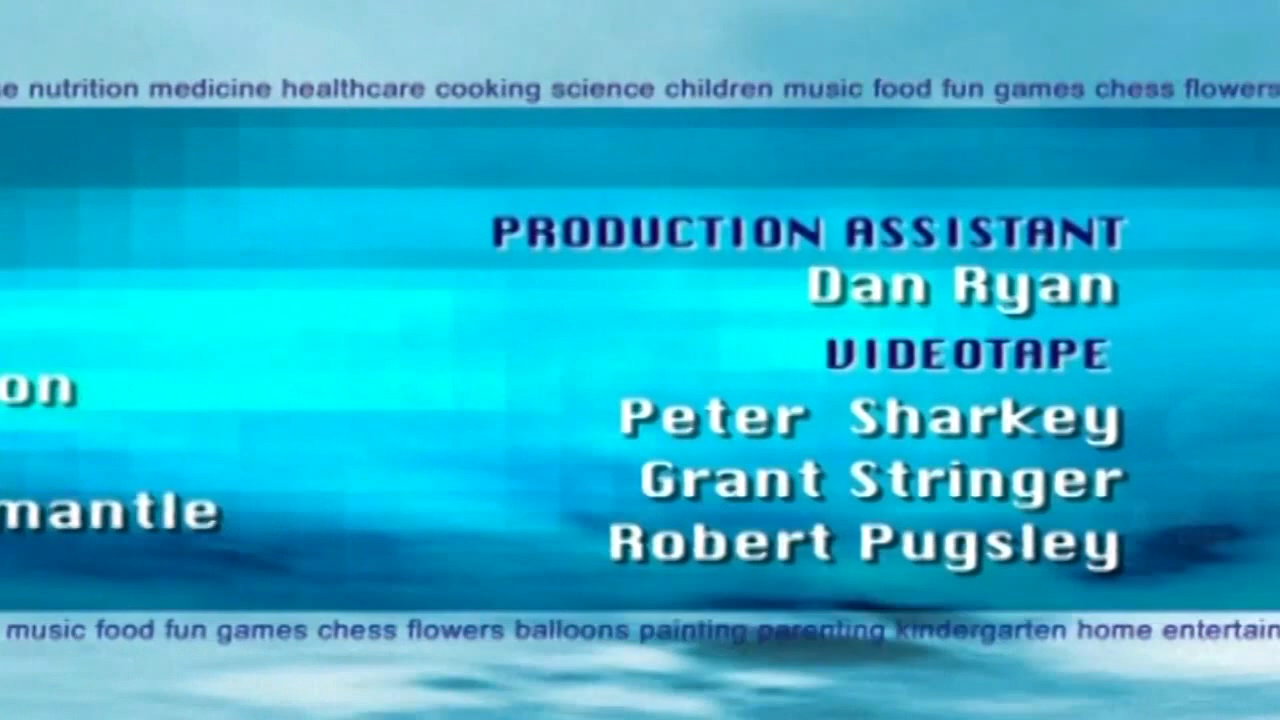 nutrition medicine healthcare cooking science children music food fun games chess flowers
PRODUCTION ASSISTANT
Dan Ryan
VIDEOTAPE
on
Peter Sharkey
Grant Stringer
mantle
Robert Pugsley
music food fun games chess flowers balloons painting parenting kindergarten home entertain